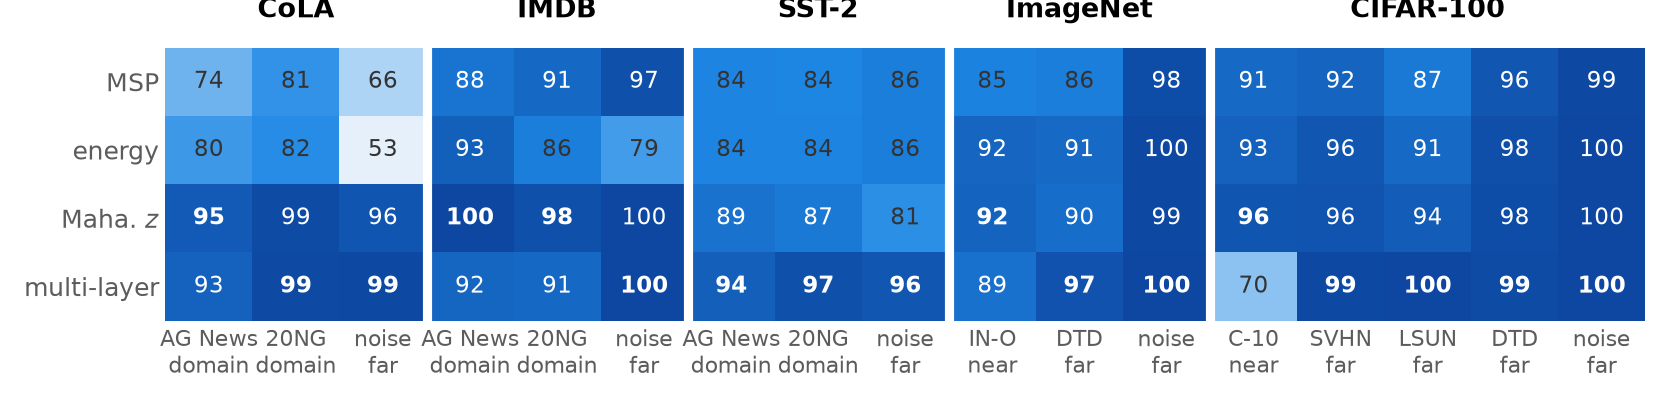 CoLA IMDB SST-2 ImageNet CIFAR-100
MSP 74 81 66 88 91 97 84 84 86 85 86 98 91 92 87 96 99
energy 80 82 53 93 86 79 84 84 86 92 91 100 93 96 91 98 100
Maha. z 95 99 96 100 98 100 89 87 81 92 90 99 96 96 94 98 100
multi-layer 93 99 99 92 91 100 94 97 96 89 97 100 70 99 100 99 100
AG News 20NG noise AG News 20NG noise AG News 20NG noise IN-O DTD noise C-10 SVHN LSUN DTD noise
domain domain far domain domain far domain domain far near far far near far far far far